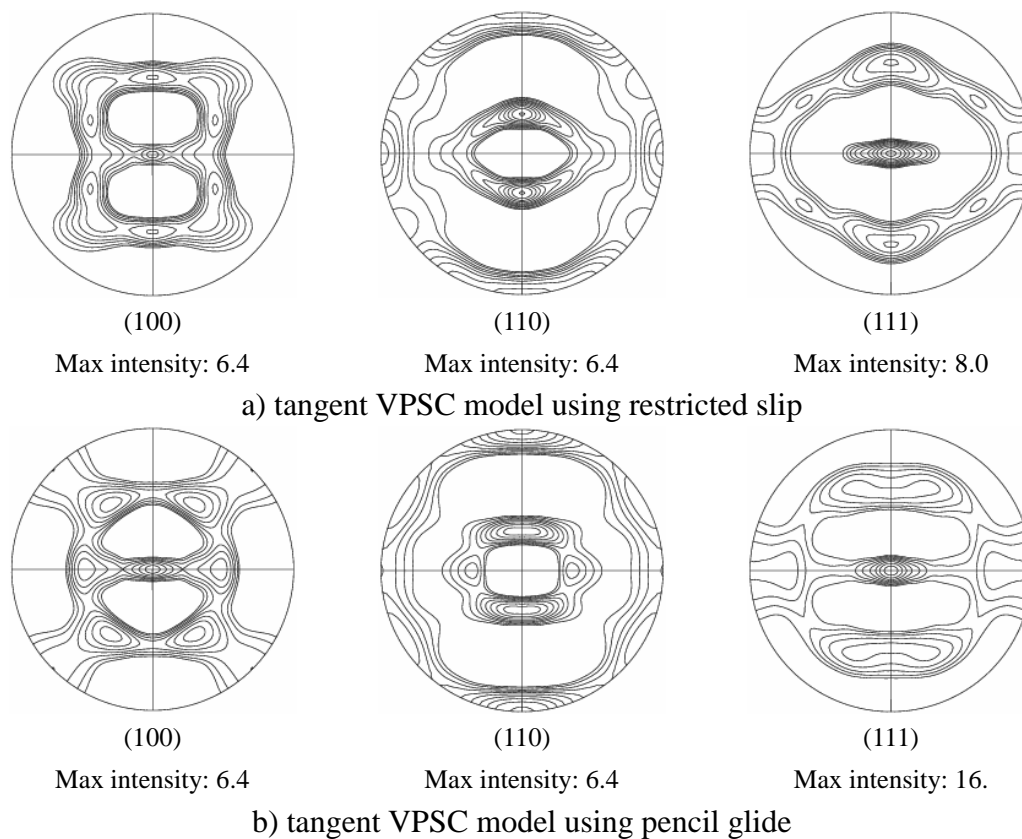 (100) (110) (111)
Max intensity: 6.4 Max intensity: 6.4 Max intensity: 8.0
a) tangent VPSC model using restricted slip
(100) (110) (111)
Max intensity: 6.4 Max intensity: 6.4 Max intensity: 16.
b) tangent VPSC model using pencil glide